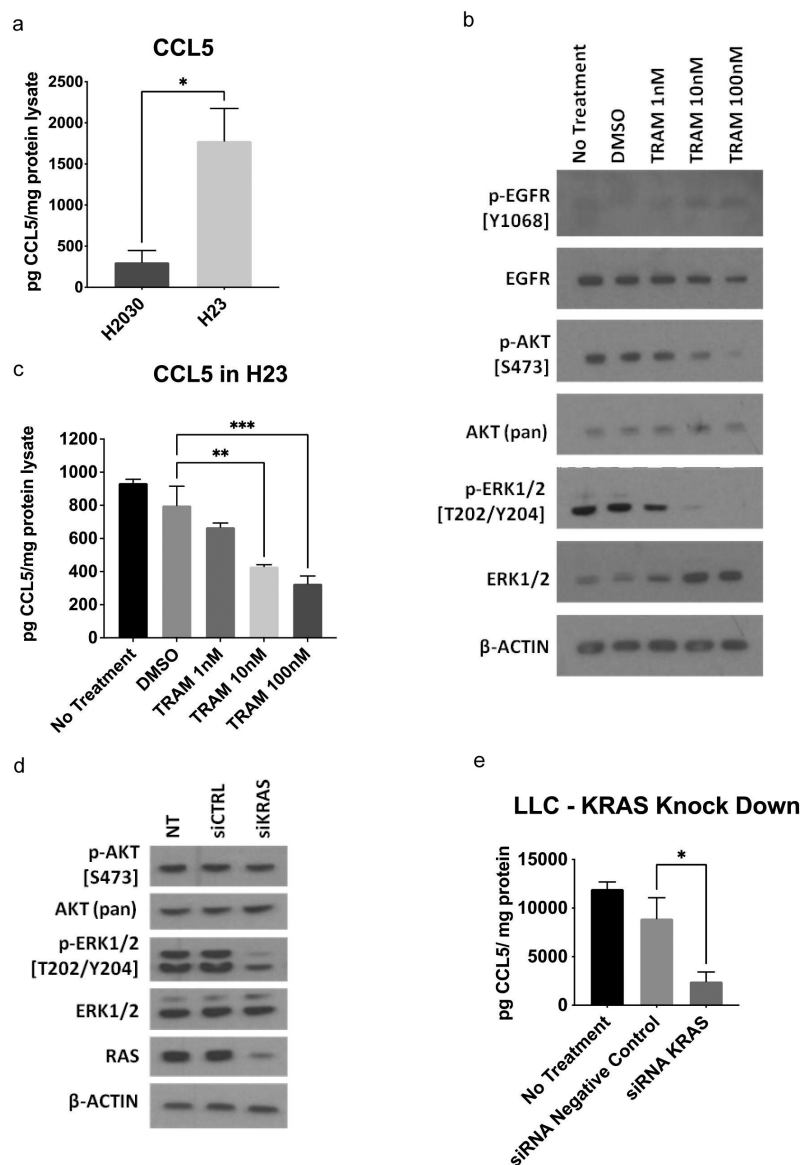 a
CCL5
pg CCL5/mg protein lysate
2500
2000
1500
1000
500
0
*
H2030
H23
b
No Treatment
DMSO
TRAM 1nM
TRAM 10nM
TRAM 100nM
p-EGFR
[Y1068]
EGFR
p-AKT
[S473]
AKT (pan)
p-ERK1/2
[T202/Y204]
ERK1/2
β-ACTIN
c
CCL5 in H23
pg CCL5/mg protein lysate
1200
1000
800
600
400
200
0
***
**
No Treatment
DMSO
TRAM 1nM
TRAM 10nM
TRAM 100nM
d
NT
siCTRL
siKRAS
p-AKT
[S473]
AKT (pan)
p-ERK1/2
[T202/Y204]
ERK1/2
RAS
β-ACTIN
e
LLC - KRAS Knock Down
pg CCL5/ mg protein
15000
10000
5000
0
*
No Treatment
siRNA Negative Control
siRNA KRAS